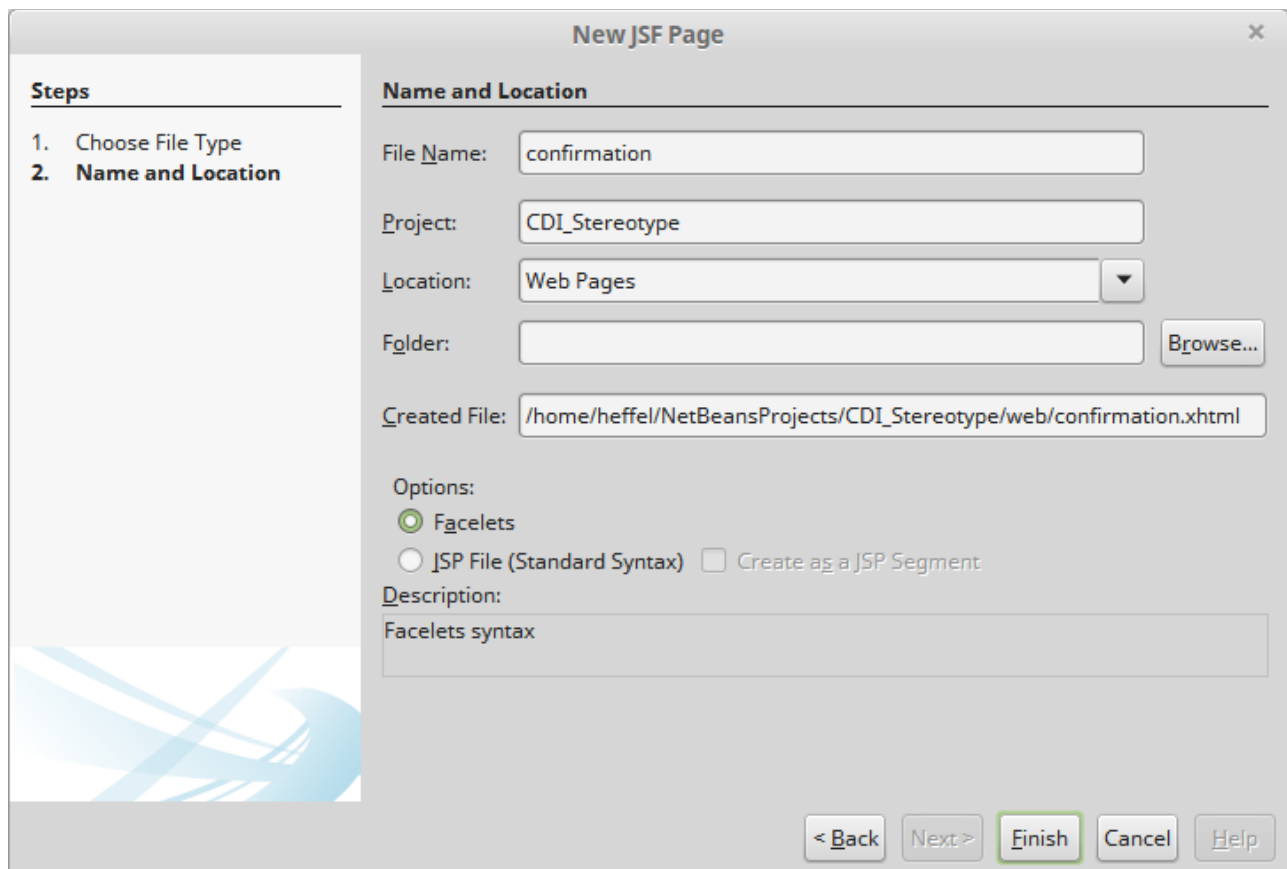 New JSF Page
Steps
1. Choose File Type
2. Name and Location
Name and Location
File Name: confirmation
Project: CDI_Stereotype
Location: Web Pages
Folder: Browse...
Created File: /home/heffel/NetBeansProjects/CDI_Stereotype/web/confirmation.xhtml
Options:
Facelets
JSP File (Standard Syntax) Create as a JSP Segment
Description:
Facelets syntax
< Back Next > Finish Cancel Help